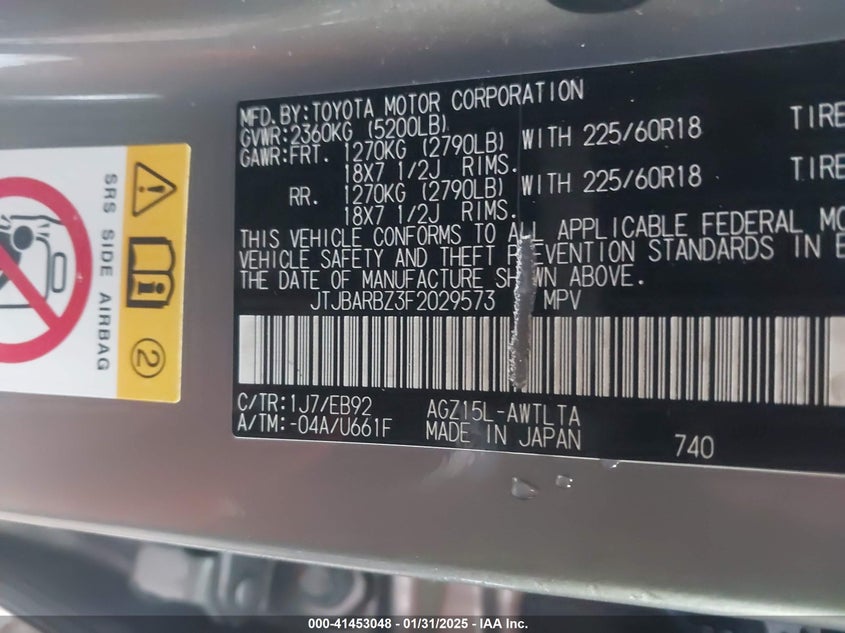 MFD.BY:TOYOTA MOTOR CORPORATION
GVWR:2360KG (5200LB)
GAWR:FRT. 1270KG (2790LB) WITH 225/60R18 TIRE
18X7 1/2J RIMS.
RR. 1270KG (2790LB) WITH 225/60R18 TIRE
18X7 1/2J RIMS.
THIS VEHICLE CONFORMS TO ALL APPLICABLE FEDERAL MO
VEHICLE SAFETY AND THEFT PREVENTION STANDARDS IN E
THE DATE OF MANUFACTURE SHOWN ABOVE.
JTJBARBZ3F2029573 MPV
C/TR:1J7/EB92 AGZ15L-AWTLTA
A/TM:-04A/U661F MADE IN JAPAN 740
SRS SIDE AIRBAG
2
000-41453048 - 01/31/2025 - IAA Inc.